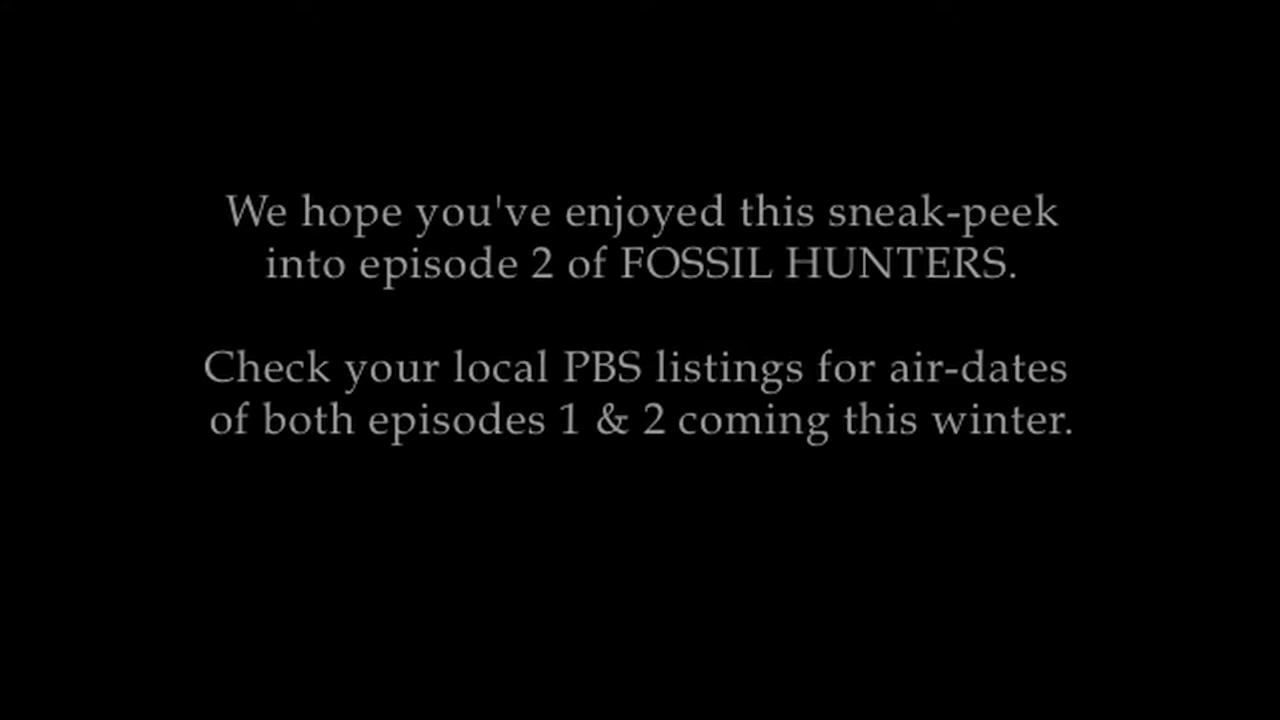 We hope you've enjoyed this sneak-peek
into episode 2 of FOSSIL HUNTERS.
Check your local PBS listings for air-dates
of both episodes 1 & 2 coming this winter.